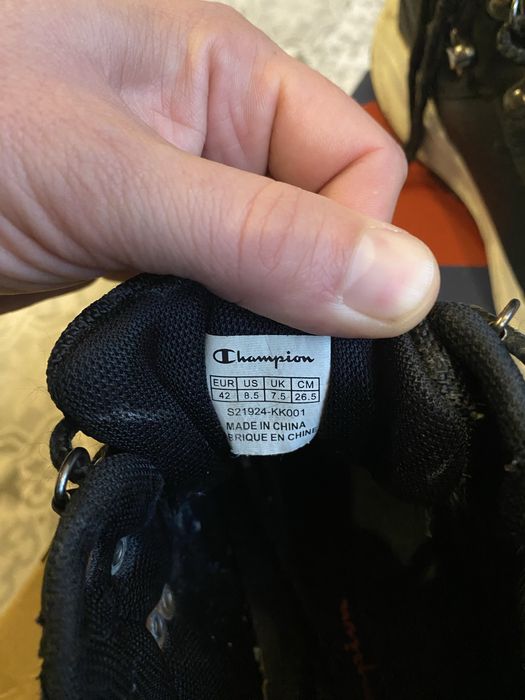 Champion
EUR US UK CM
42 8.5 7.5 26.5
S21924-KK001
MADE IN CHINA
BRIQUE EN CHINE